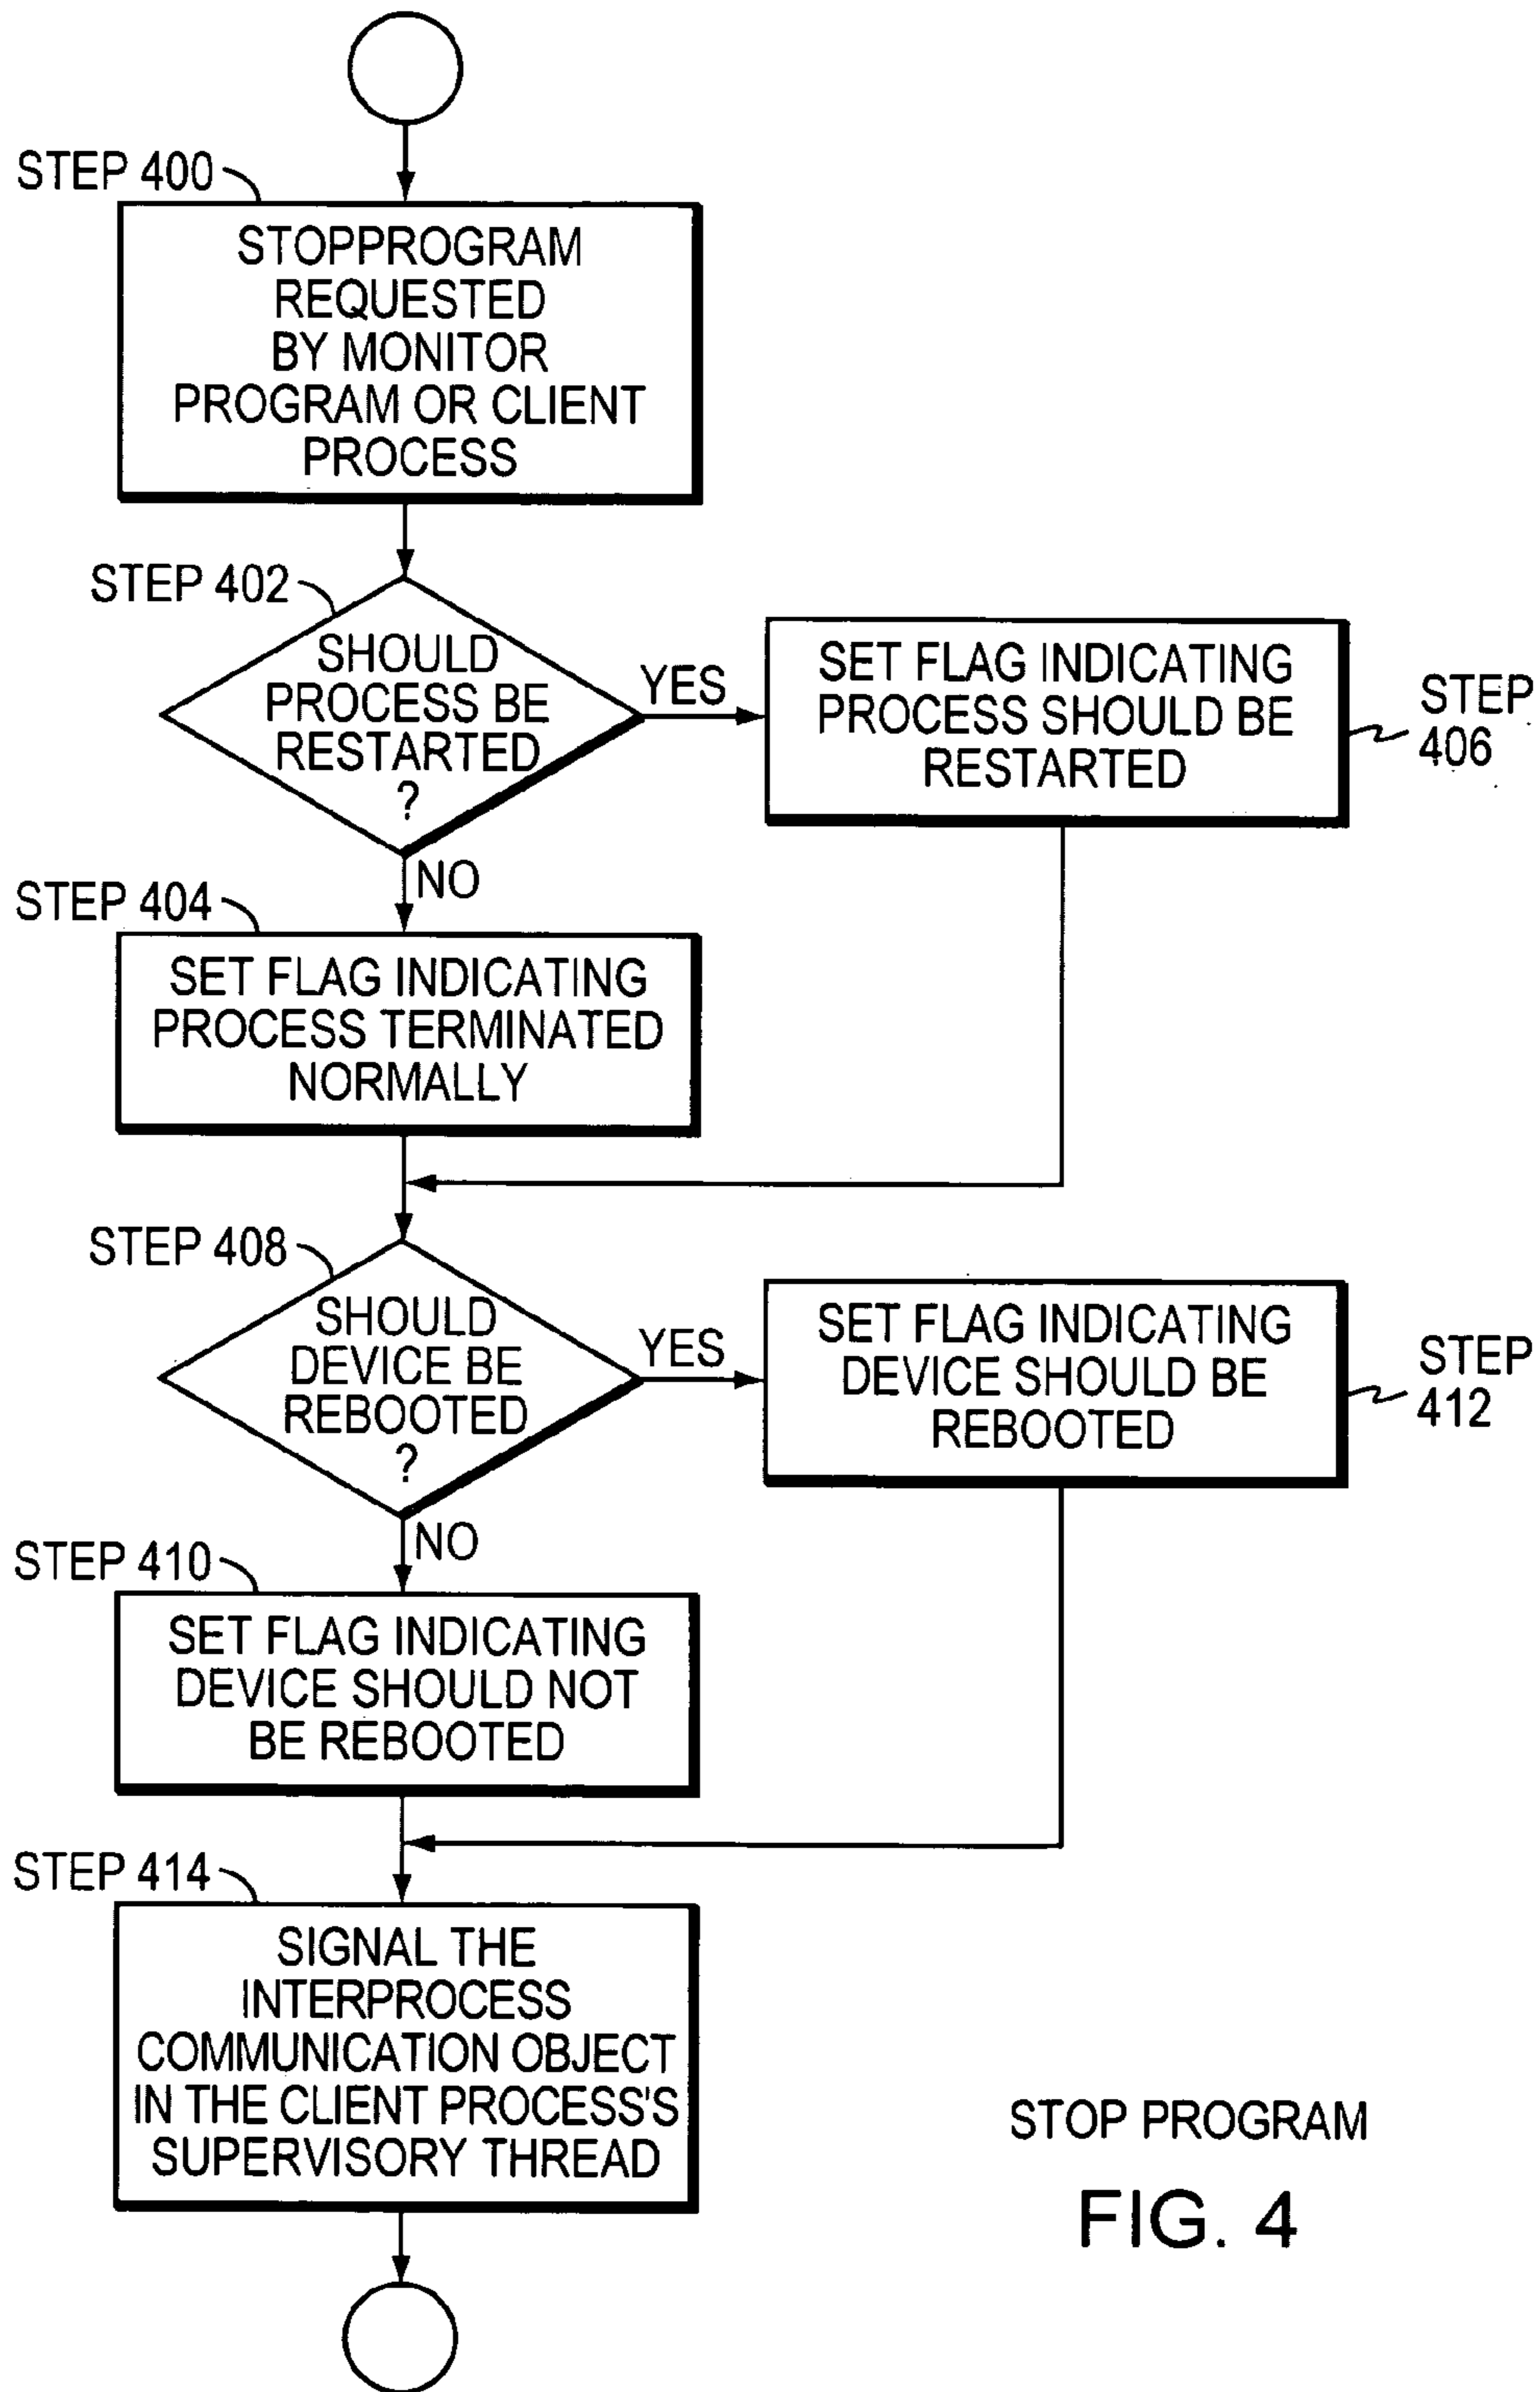 STEP 400
STOPPROGRAM
REQUESTED
BY MONITOR
PROGRAM OR CLIENT
PROCESS
STEP 402
SHOULD
PROCESS BE
RESTARTED
?
YES
SET FLAG INDICATING
PROCESS SHOULD BE
RESTARTED
STEP
406
NO
STEP 404
SET FLAG INDICATING
PROCESS TERMINATED
NORMALLY
STEP 408
SHOULD
DEVICE BE
REBOOTED
?
YES
SET FLAG INDICATING
DEVICE SHOULD BE
REBOOTED
STEP
412
NO
STEP 410
SET FLAG INDICATING
DEVICE SHOULD NOT
BE REBOOTED
STEP 414
SIGNAL THE
INTERPROCESS
COMMUNICATION OBJECT
IN THE CLIENT PROCESS'S
SUPERVISORY THREAD
STOP PROGRAM
FIG. 4